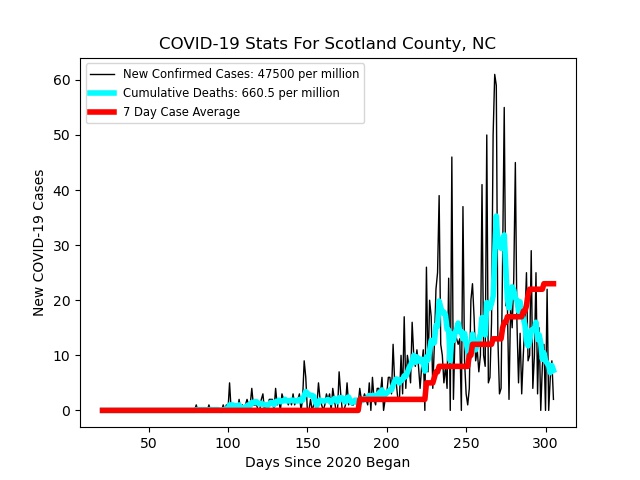 COVID-19 Stats For Scotland County, NC
New Confirmed Cases: 47500 per million
Cumulative Deaths: 660.5 per million
7 Day Case Average
New COVID-19 Cases
60
50
40
30
20
10
0
50 100 150 200 250 300
Days Since 2020 Began